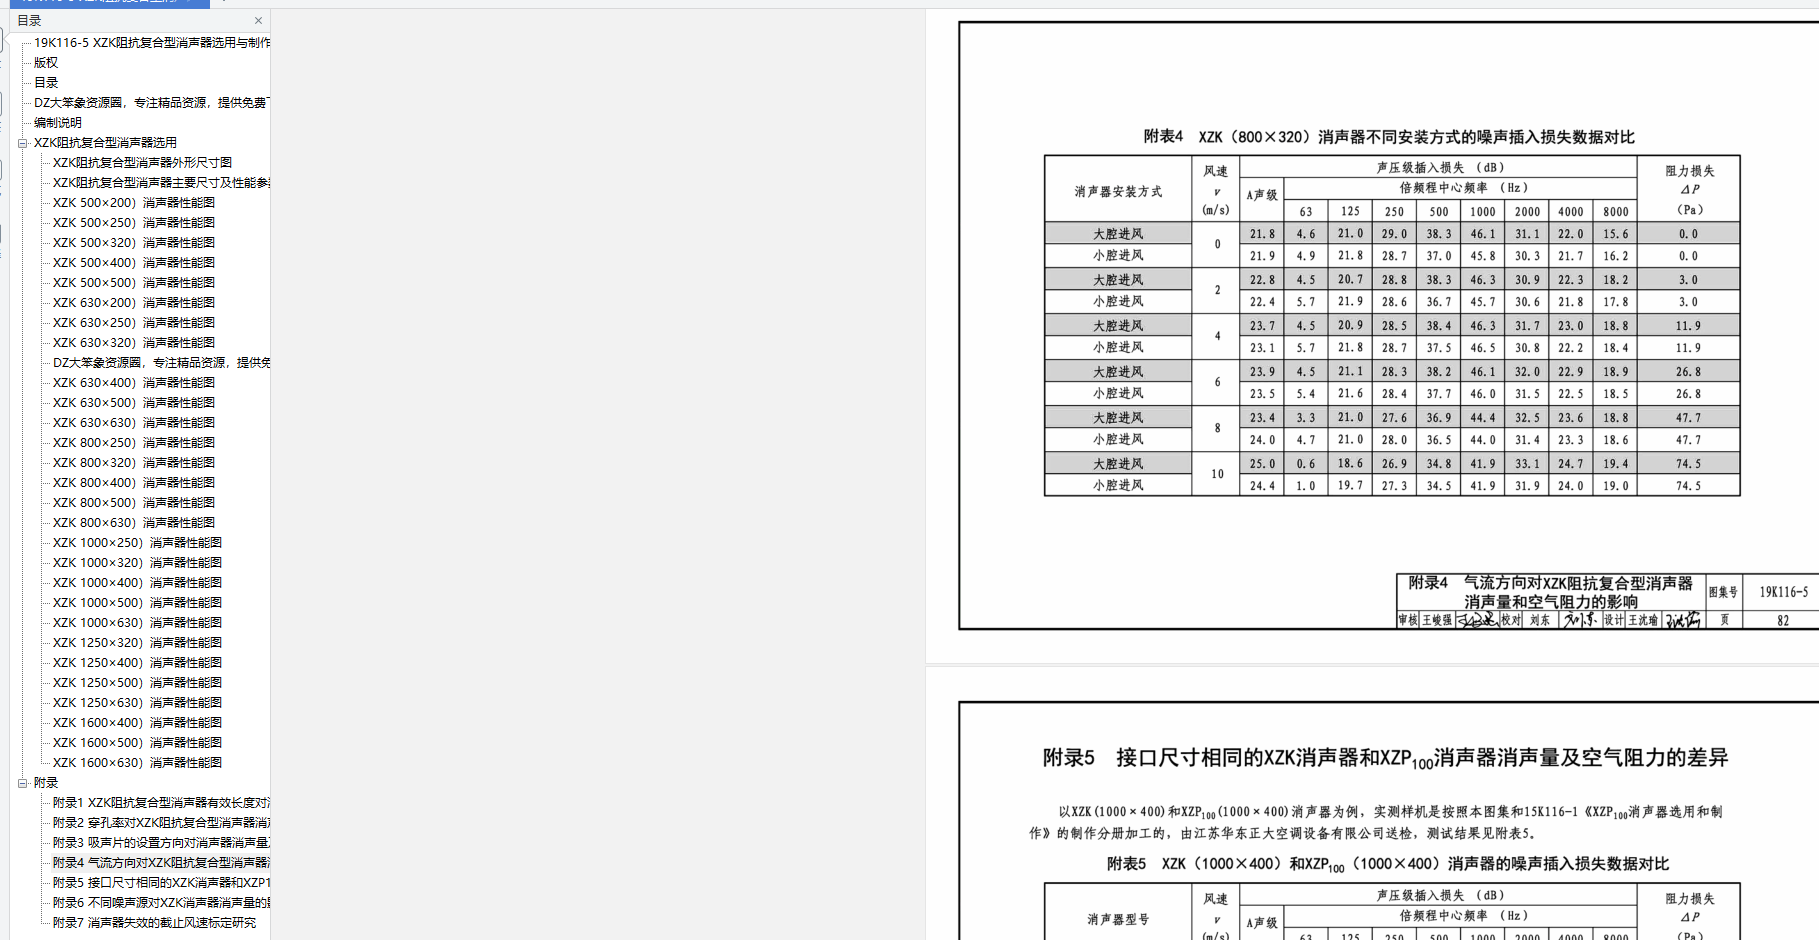 目录
19K116-5 XZK阻抗复合型消声器选用与制作
版权
目录
DZ大笨象资源圈，专注精品资源，提供免费下
编制说明
XZK阻抗复合型消声器选用
XZK阻抗复合型消声器外形尺寸图
XZK阻抗复合型消声器主要尺寸及性能参
XZK 500×200）消声器性能图
XZK 500×250）消声器性能图
XZK 500×320）消声器性能图
XZK 500×400）消声器性能图
XZK 500×500）消声器性能图
XZK 630×200）消声器性能图
XZK 630×250）消声器性能图
XZK 630×320）消声器性能图
DZ大笨象资源圈，专注精品资源，提供免
XZK 630×400）消声器性能图
XZK 630×500）消声器性能图
XZK 630×630）消声器性能图
XZK 800×250）消声器性能图
XZK 800×320）消声器性能图
XZK 800×400）消声器性能图
XZK 800×500）消声器性能图
XZK 800×630）消声器性能图
XZK 1000×250）消声器性能图
XZK 1000×320）消声器性能图
XZK 1000×400）消声器性能图
XZK 1000×500）消声器性能图
XZK 1000×630）消声器性能图
XZK 1250×320）消声器性能图
XZK 1250×400）消声器性能图
XZK 1250×500）消声器性能图
XZK 1250×630）消声器性能图
XZK 1600×400）消声器性能图
XZK 1600×500）消声器性能图
XZK 1600×630）消声器性能图
附录
附录1 XZK阻抗复合型消声器有效长度对
附录2 穿孔率对XZK阻抗复合型消声器消
附录3 吸声片的设置方向对消声器消声量
附录4 气流方向对XZK阻抗复合型消声器
附录5 接口尺寸相同的XZK消声器和XZP1
附录6 不同噪声源对XZK消声器消声量的
附录7 消声器失效的截止风速标定研究
附表4 XZK（800×320）消声器不同安装方式的噪声插入损失数据对比
消声器安装方式 风速 v (m/s) 声压级插入损失 (dB) 阻力损失 ΔP (Pa)
A声级 倍频程中心频率 (Hz)
63 125 250 500 1000 2000 4000 8000
大腔进风 0 21.8 4.6 21.0 29.0 38.3 46.1 31.1 22.0 15.6 0.0
小腔进风 21.9 4.9 21.8 28.7 37.0 45.8 30.3 21.7 16.2 0.0
大腔进风 2 22.8 4.5 20.7 28.8 38.3 46.3 30.9 22.3 18.2 3.0
小腔进风 22.4 5.7 21.9 28.6 36.7 45.7 30.6 21.8 17.8 3.0
大腔进风 4 23.7 4.5 20.9 28.5 38.4 46.3 31.7 23.0 18.8 11.9
小腔进风 23.1 5.7 21.8 28.7 37.5 46.5 30.8 22.2 18.4 11.9
大腔进风 6 23.9 4.5 21.1 28.3 38.2 46.1 32.0 22.9 18.9 26.8
小腔进风 23.5 5.4 21.6 28.4 37.7 46.0 31.5 22.5 18.5 26.8
大腔进风 8 23.4 3.3 21.0 27.6 36.9 44.4 32.5 23.6 18.8 47.7
小腔进风 24.0 4.7 21.0 28.0 36.5 44.0 31.4 23.3 18.6 47.7
大腔进风 10 25.0 0.6 18.6 26.9 34.8 41.9 33.1 24.7 19.4 74.5
小腔进风 24.4 1.0 19.7 27.3 34.5 41.9 31.9 24.0 19.0 74.5
附录4 气流方向对XZK阻抗复合型消声器
消声量和空气阻力的影响
图集号 19K116-5
审核 王峻强 校对 刘东 设计 王沈瑜 页 82
附录5 接口尺寸相同的XZK消声器和XZP100消声器消声量及空气阻力的差异
以XZK(1000×400)和XZP100(1000×400)消声器为例，实测样机是按照本图集和15K116-1《XZP100消声器选用和制
作》的制作分册加工的，由江苏华东正大空调设备有限公司送检，测试结果见附表5。
附表5 XZK（1000×400）和XZP100（1000×400）消声器的噪声插入损失数据对比
消声器型号 风速 v (m/s) 声压级插入损失 (dB) 阻力损失 ΔP (Pa)
A声级 倍频程中心频率 (Hz)
63 125 250 500 1000 2000 4000 8000